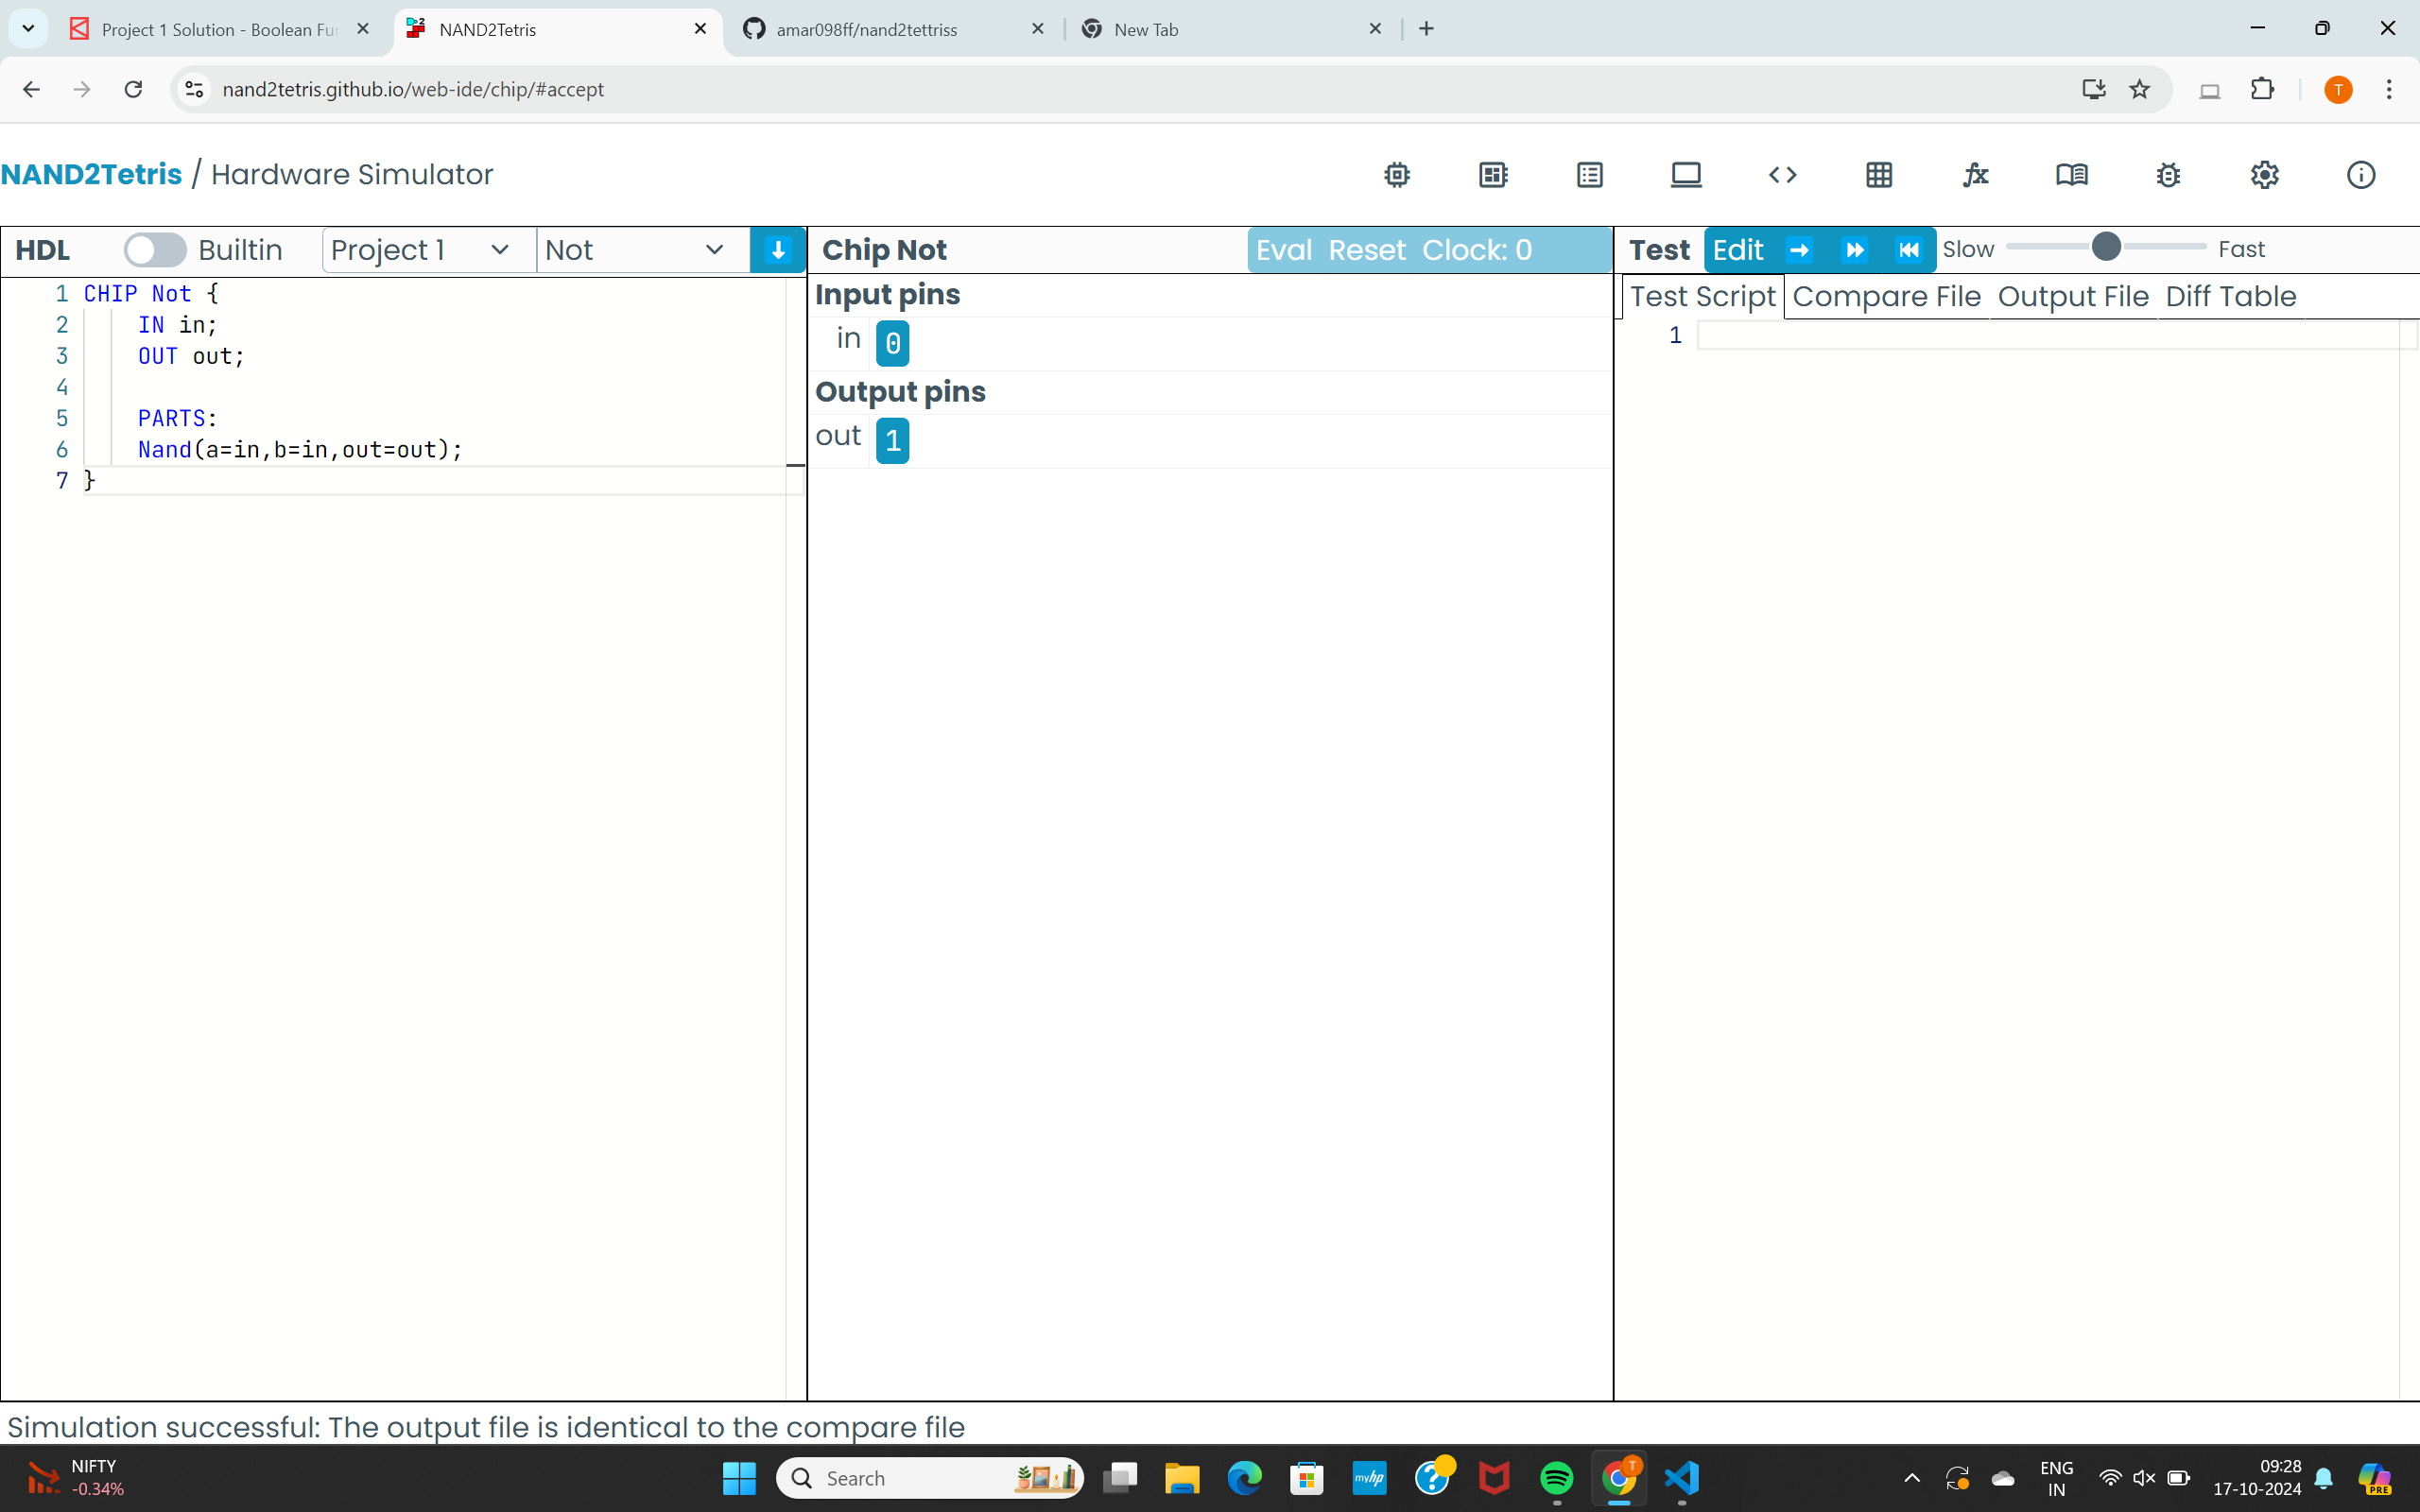 Project 1 Solution - Boolean Fu
NAND2Tetris
amar098ff/nand2tettriss
New Tab
nand2tetris.github.io/web-ide/chip/#accept
T
NAND2Tetris / Hardware Simulator
HDL Builtin Project 1 Not
Chip Not Eval Reset Clock: 0
Test Edit Slow Fast
1 CHIP Not {
2 IN in;
3 OUT out;
4
5 PARTS:
6 Nand(a=in,b=in,out=out);
7 }
Input pins
in 0
Output pins
out 1
Test Script Compare File Output File Diff Table
1
Simulation successful: The output file is identical to the compare file
NIFTY
-0.34%
Search
myhp
T
ENG
IN
09:28
17-10-2024
PRE